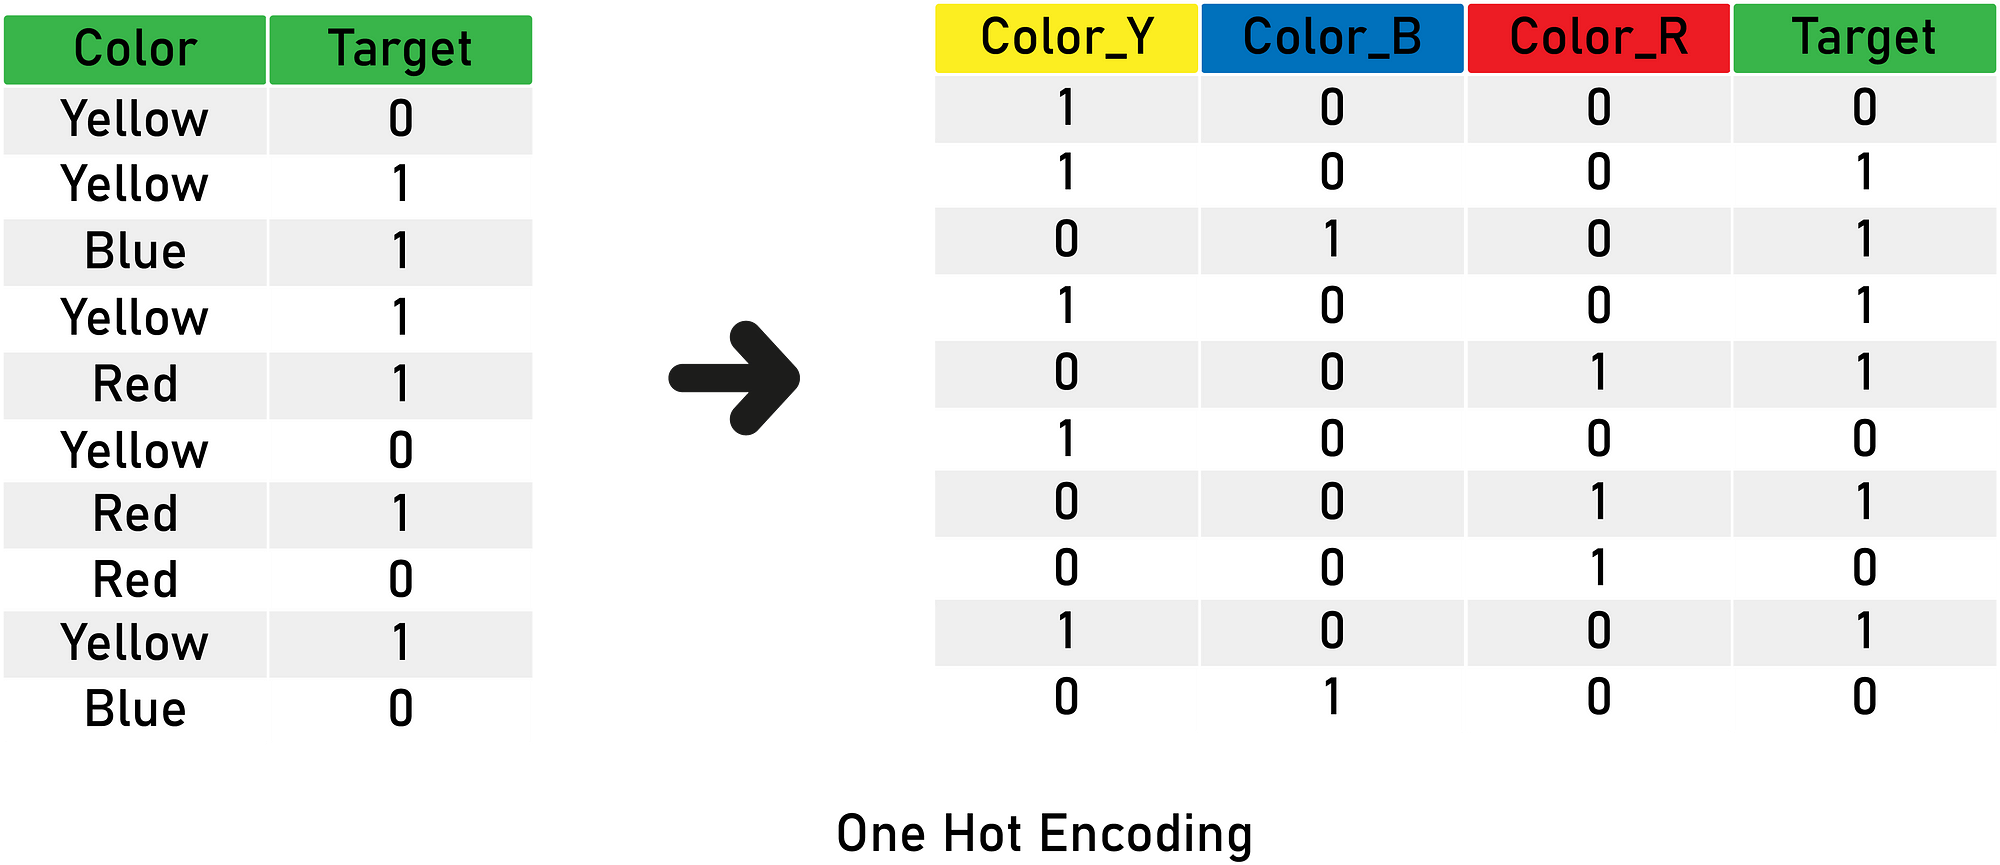 Color Target
Yellow 0
Yellow 1
Blue 1
Yellow 1
Red 1
Yellow 0
Red 1
Red 0
Yellow 1
Blue 0
Color_Y Color_B Color_R Target
1 0 0 0
1 0 0 1
0 1 0 1
1 0 0 1
0 0 1 1
1 0 0 0
0 0 1 1
0 0 1 0
1 0 0 1
0 1 0 0
One Hot Encoding